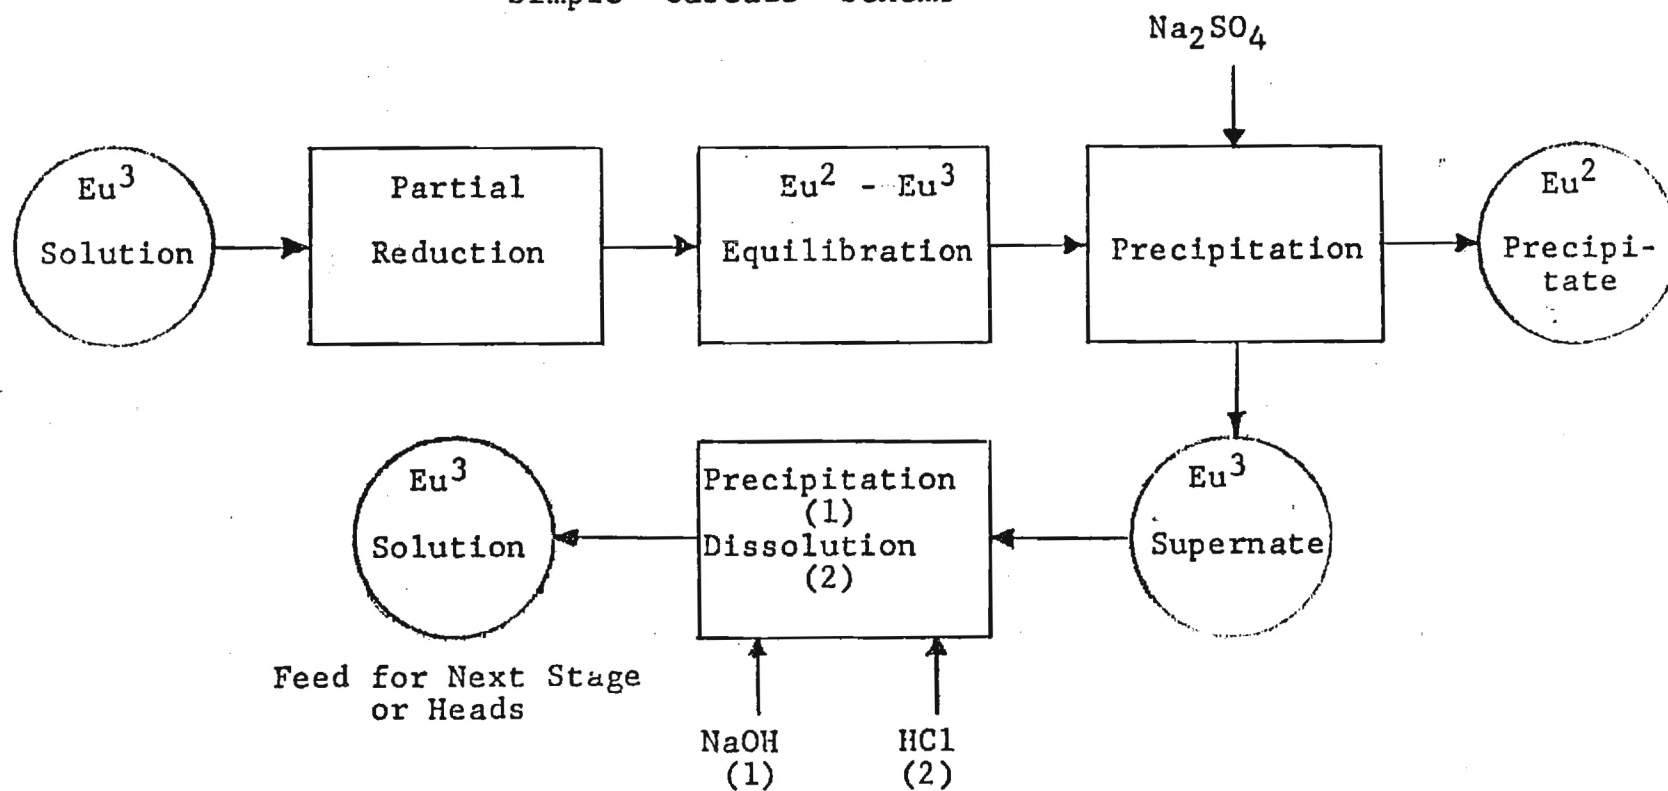 Na₂SO₄
Eu³
Solution
Partial
Reduction
Eu² - Eu³
Equilibration
Precipitation
Eu²
Precipi-
tate
Eu³
Solution
Precipitation
(1)
Dissolution
(2)
Eu³
Supernate
Feed for Next Stage
or Heads
NaOH
(1)
HCl
(2)